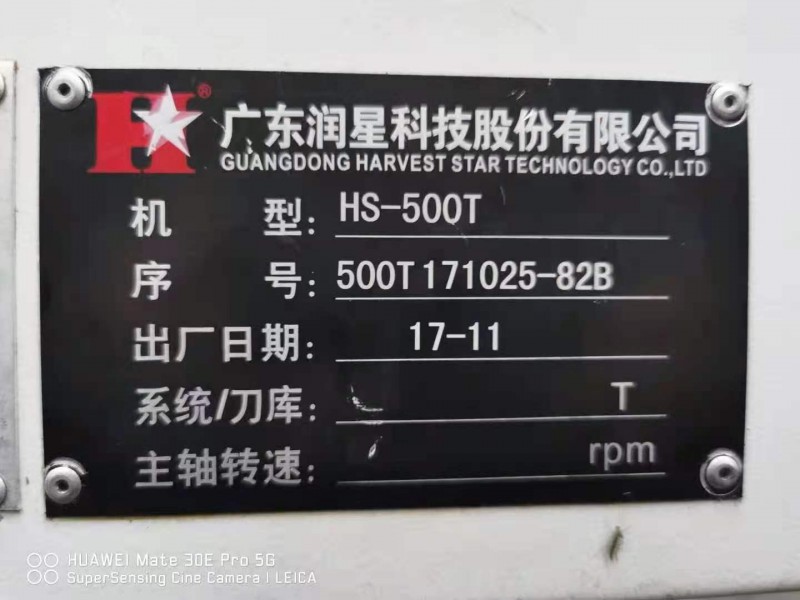 H ® 广东润星科技股份有限公司
GUANGDONG HARVEST STAR TECHNOLOGY CO.,LTD
机 型: HS-500T
序 号: 500T171025-82B
出厂日期: 17-11
系统/刀库: T
主轴转速: rpm
HUAWEI Mate 30E Pro 5G
SuperSensing Cine Camera | LEICA